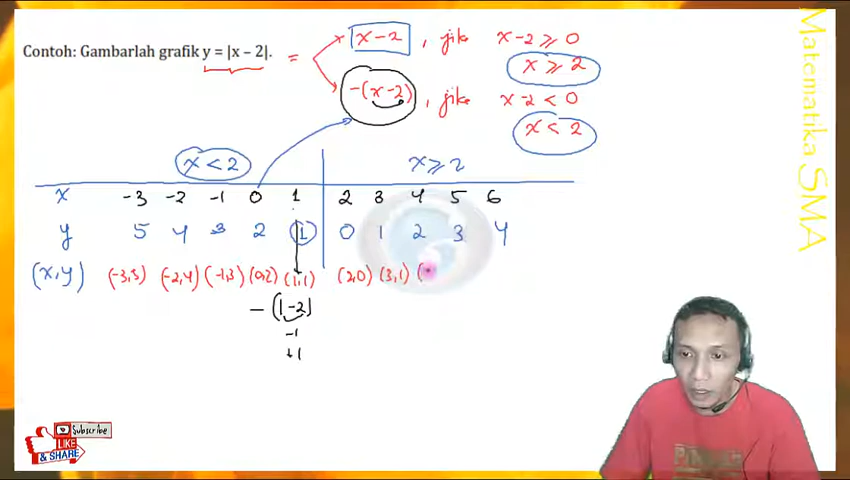 Contoh: Gambarlah grafik y = |x – 2|. =
x-2 , jika x-2 ≥ 0
x ≥ 2
-(x-2) , jika x-2 < 0
x < 2
x < 2 x ≥ 2
x -3 -2 -1 0 1 2 3 4 5 6
y 5 4 3 2 1 0 1 2 3 4
(x,y) (-3,5) (-2,4) (-1,3) (0,2) (1,1) (2,0) (3,1) (
- (1-2)
-1
+1
Matematika SMA
Subscribe
LIKE
& SHARE